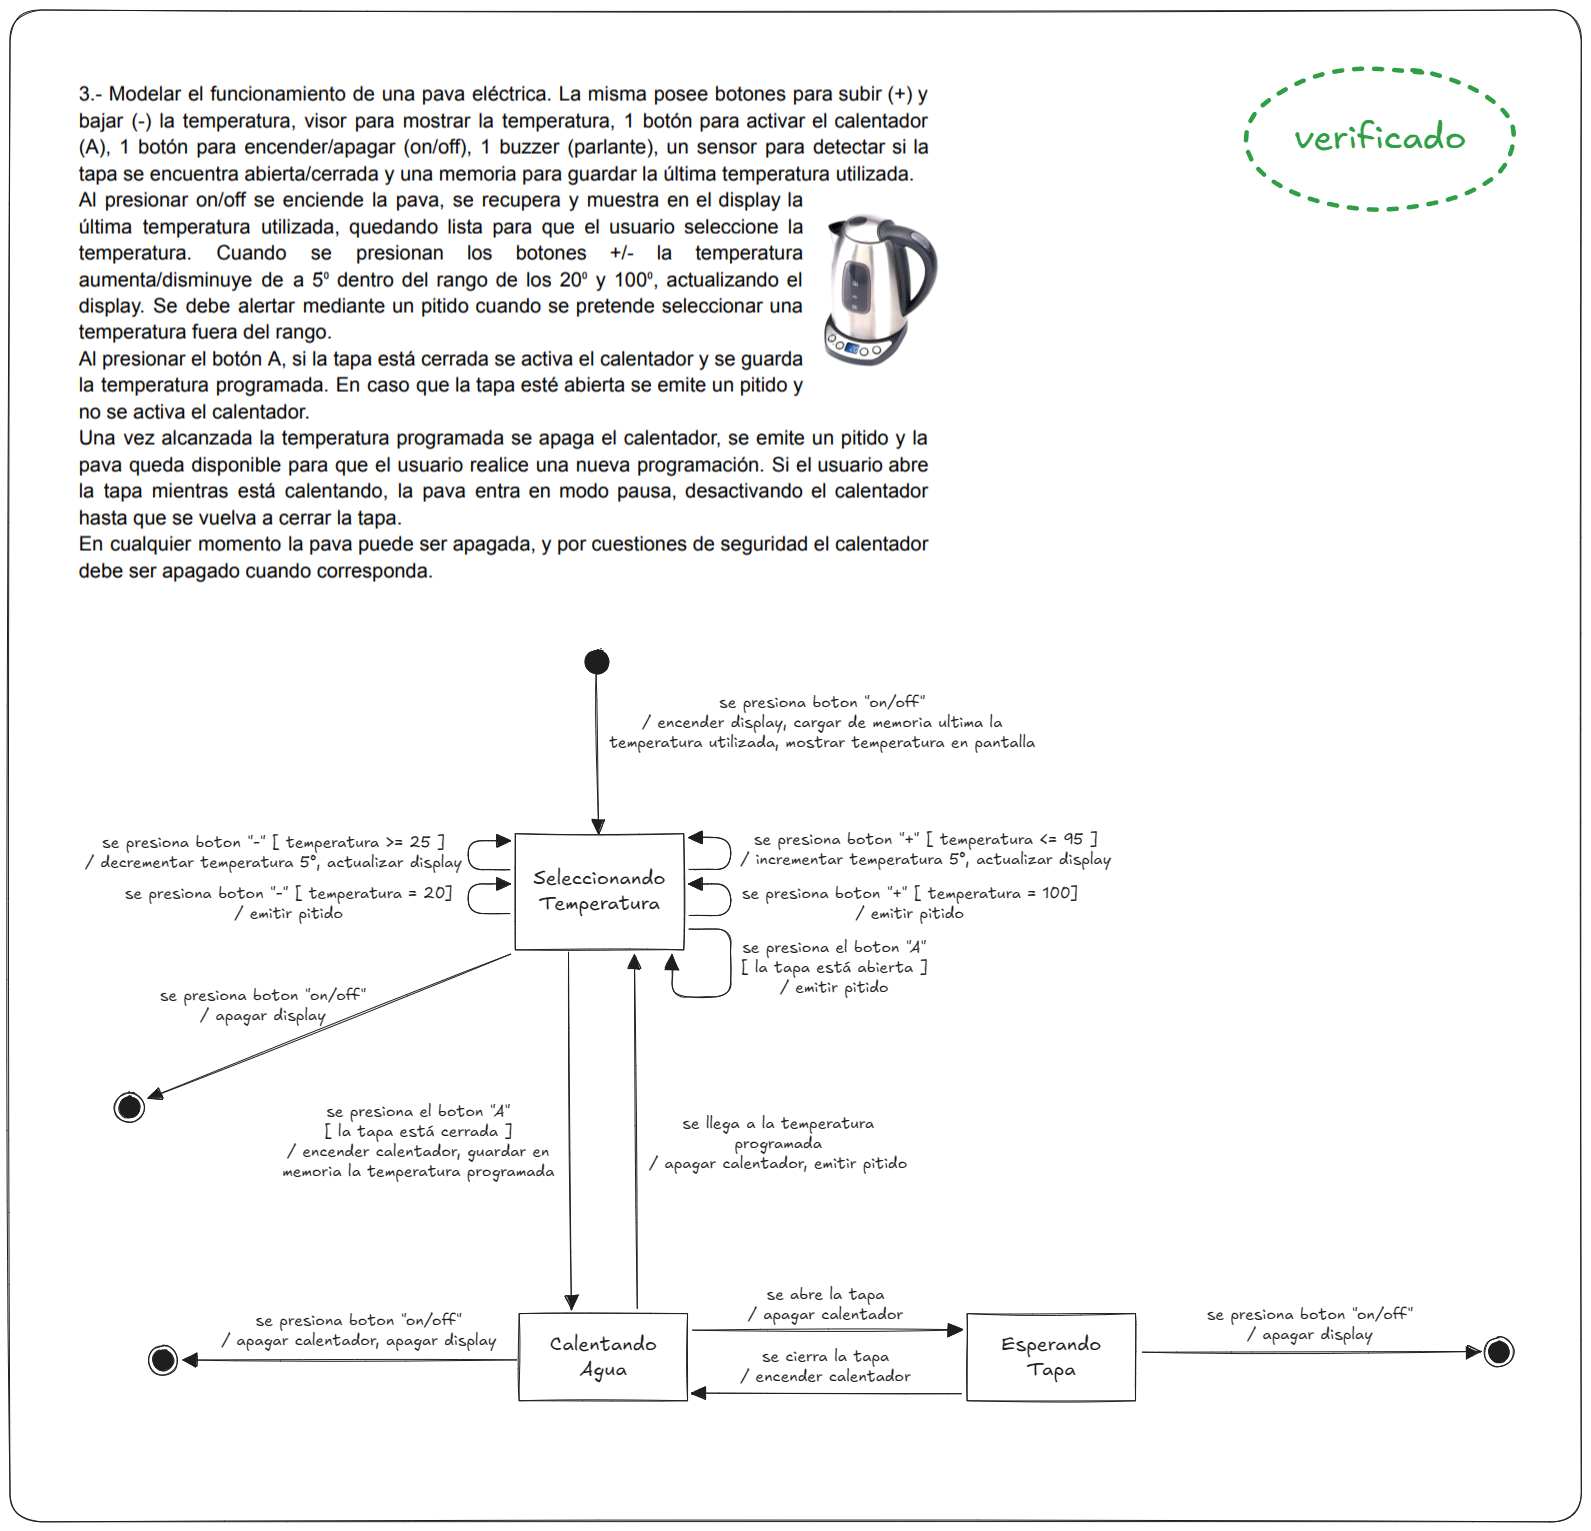 3.- Modelar el funcionamiento de una pava eléctrica. La misma posee botones para subir (+) y
bajar (-) la temperatura, visor para mostrar la temperatura, 1 botón para activar el calentador
(A), 1 botón para encender/apagar (on/off), 1 buzzer (parlante), un sensor para detectar si la
tapa se encuentra abierta/cerrada y una memoria para guardar la última temperatura utilizada.
Al presionar on/off se enciende la pava, se recupera y muestra en el display la
última temperatura utilizada, quedando lista para que el usuario seleccione la
temperatura. Cuando se presionan los botones +/- la temperatura
aumenta/disminuye de a 5º dentro del rango de los 20º y 100º, actualizando el
display. Se debe alertar mediante un pitido cuando se pretende seleccionar una
temperatura fuera del rango.
Al presionar el botón A, si la tapa está cerrada se activa el calentador y se guarda
la temperatura programada. En caso que la tapa esté abierta se emite un pitido y
no se activa el calentador.
Una vez alcanzada la temperatura programada se apaga el calentador, se emite un pitido y la
pava queda disponible para que el usuario realice una nueva programación. Si el usuario abre
la tapa mientras está calentando, la pava entra en modo pausa, desactivando el calentador
hasta que se vuelva a cerrar la tapa.
En cualquier momento la pava puede ser apagada, y por cuestiones de seguridad el calentador
debe ser apagado cuando corresponda.
verificado
se presiona boton "on/off"
/ encender display, cargar de memoria ultima la
temperatura utilizada, mostrar temperatura en pantalla
se presiona boton "-" [ temperatura >= 25 ]
/ decrementar temperatura 5°, actualizar display
se presiona boton "-" [ temperatura = 20]
/ emitir pitido
Seleccionando
Temperatura
se presiona boton "+" [ temperatura <= 95 ]
/ incrementar temperatura 5°, actualizar display
se presiona boton "+" [ temperatura = 100]
/ emitir pitido
se presiona el boton "A"
[ la tapa está abierta ]
/ emitir pitido
se presiona boton "on/off"
/ apagar display
se presiona el boton "A"
[ la tapa está cerrada ]
/ encender calentador, guardar en
memoria la temperatura programada
se llega a la temperatura
programada
/ apagar calentador, emitir pitido
se presiona boton "on/off"
/ apagar calentador, apagar display
Calentando
Agua
se abre la tapa
/ apagar calentador
se cierra la tapa
/ encender calentador
Esperando
Tapa
se presiona boton "on/off"
/ apagar display